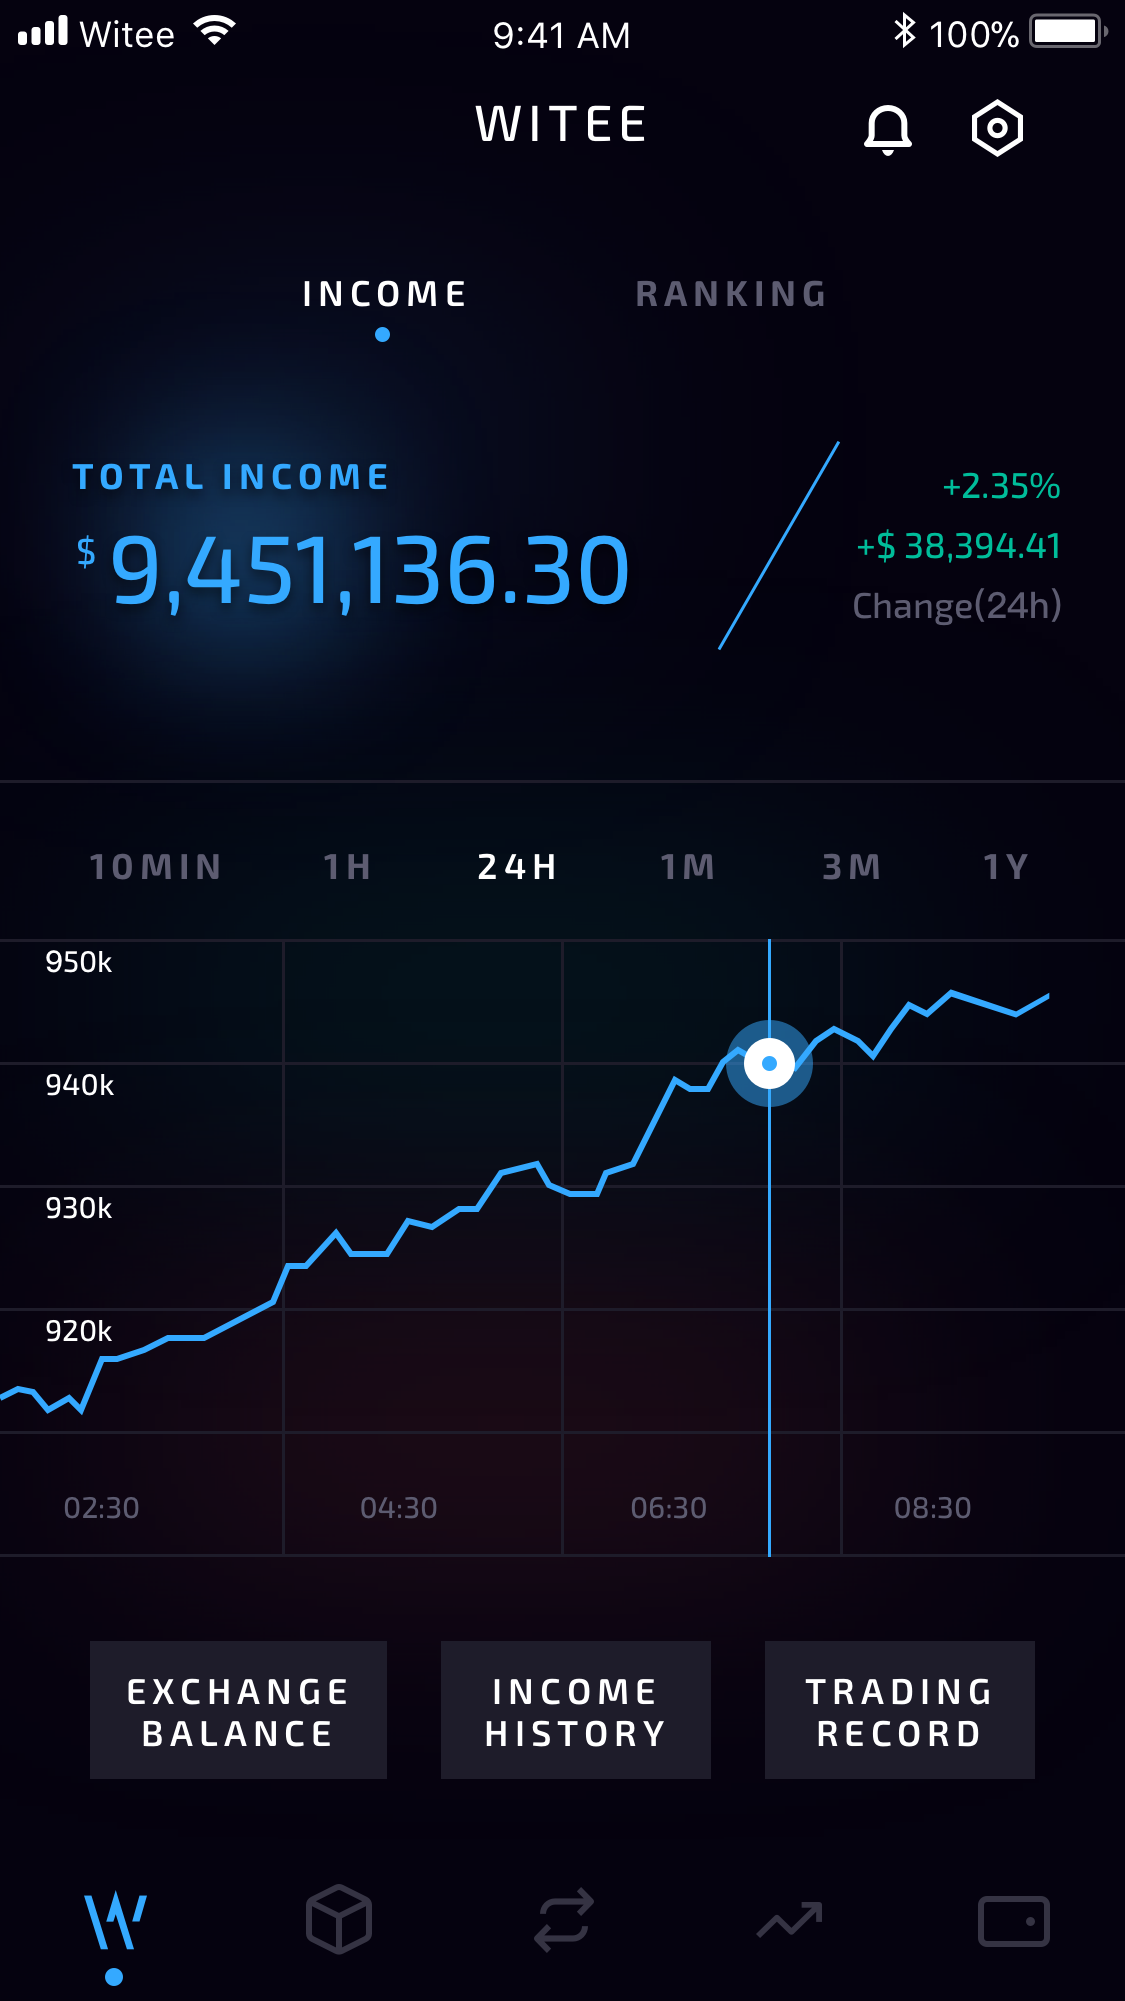 Witee
9:41 AM
100%
WITEE
INCOME
RANKING
TOTAL INCOME
$ 9,451,136.30
+2.35%
+$ 38,394.41
Change(24h)
10MIN 1H 24H 1M 3M 1Y
950k
940k
930k
920k
02:30 04:30 06:30 08:30
EXCHANGE
BALANCE
INCOME
HISTORY
TRADING
RECORD